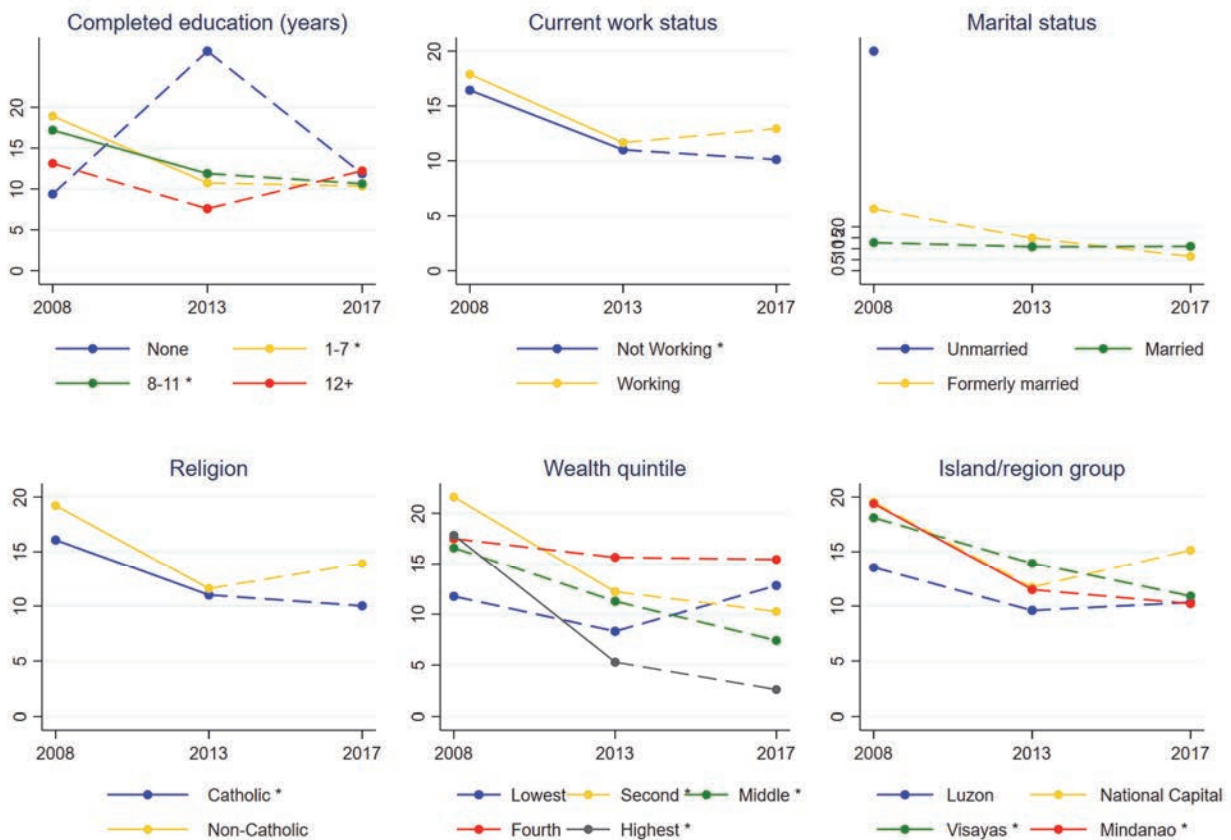 Completed education (years)
20
15
10
5
0
2008 2013 2017
None 1-7 *
8-11 * 12+
Current work status
20
15
10
5
0
2008 2013 2017
Not Working *
Working
Marital status
0
2008 2013 2017
Unmarried Married
Formerly married
Religion
20
15
10
5
0
2008 2013 2017
Catholic *
Non-Catholic
Wealth quintile
20
15
10
5
0
2008 2013 2017
Lowest Second * Middle *
Fourth Highest *
Island/region group
20
15
10
5
0
2008 2013 2017
Luzon National Capital
Visayas * Mindanao *